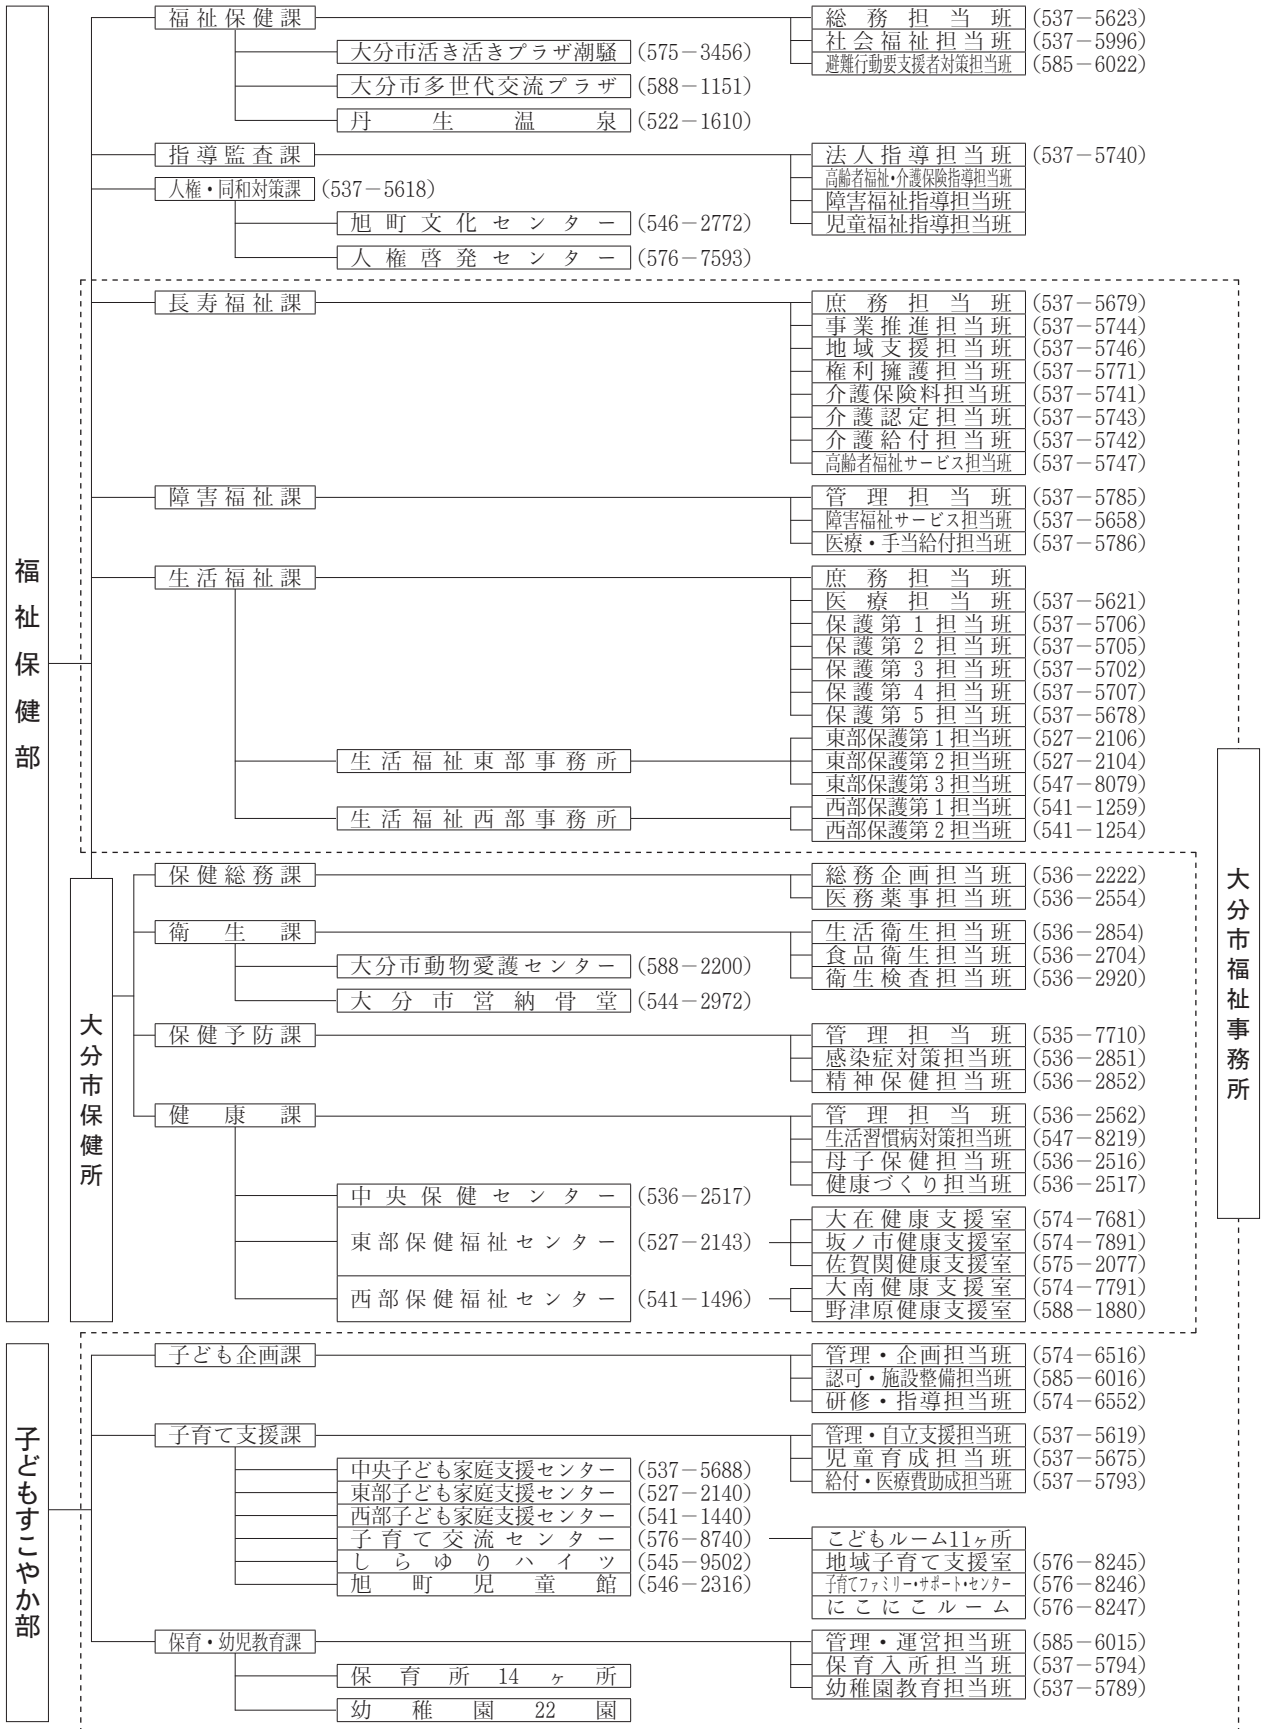 福祉保健部
福祉保健課
総務担当班 (537－5623)
社会福祉担当班 (537－5996)
避難行動要支援者対策担当班 (585－6022)
大分市活き活きプラザ潮騒 (575－3456)
大分市多世代交流プラザ (588－1151)
丹生温泉 (522－1610)
指導監査課
法人指導担当班 (537－5740)
高齢者福祉・介護保険指導担当班
障害福祉指導担当班
児童福祉指導担当班
人権・同和対策課 (537－5618)
旭町文化センター (546－2772)
人権啓発センター (576－7593)
大分市福祉事務所
長寿福祉課
庶務担当班 (537－5679)
事業推進担当班 (537－5744)
地域支援担当班 (537－5746)
権利擁護担当班 (537－5771)
介護保険料担当班 (537－5741)
介護認定担当班 (537－5743)
介護給付担当班 (537－5742)
高齢者福祉サービス担当班 (537－5747)
障害福祉課
管理担当班 (537－5785)
障害福祉サービス担当班 (537－5658)
医療・手当給付担当班 (537－5786)
生活福祉課
庶務担当班
医療担当班 (537－5621)
保護第1担当班 (537－5706)
保護第2担当班 (537－5705)
保護第3担当班 (537－5702)
保護第4担当班 (537－5707)
保護第5担当班 (537－5678)
生活福祉東部事務所
東部保護第1担当班 (527－2106)
東部保護第2担当班 (527－2104)
東部保護第3担当班 (547－8079)
生活福祉西部事務所
西部保護第1担当班 (541－1259)
西部保護第2担当班 (541－1254)
大分市保健所
保健総務課
総務企画担当班 (536－2222)
医務薬事担当班 (536－2554)
衛生課
生活衛生担当班 (536－2854)
食品衛生担当班 (536－2704)
衛生検査担当班 (536－2920)
大分市動物愛護センター (588－2200)
大分市営納骨堂 (544－2972)
保健予防課
管理担当班 (535－7710)
感染症対策担当班 (536－2851)
精神保健担当班 (536－2852)
健康課
管理担当班 (536－2562)
生活習慣病対策担当班 (547－8219)
母子保健担当班 (536－2516)
健康づくり担当班 (536－2517)
中央保健センター (536－2517)
東部保健福祉センター (527－2143)
大在健康支援室 (574－7681)
坂ノ市健康支援室 (574－7891)
佐賀関健康支援室 (575－2077)
西部保健福祉センター (541－1496)
大南健康支援室 (574－7791)
野津原健康支援室 (588－1880)
子どもすこやか部
子ども企画課
管理・企画担当班 (574－6516)
認可・施設整備担当班 (585－6016)
研修・指導担当班 (574－6552)
子育て支援課
管理・自立支援担当班 (537－5619)
児童育成担当班 (537－5675)
給付・医療費助成担当班 (537－5793)
中央子ども家庭支援センター (537－5688)
東部子ども家庭支援センター (527－2140)
西部子ども家庭支援センター (541－1440)
子育て交流センター (576－8740)
こどもルーム11ヶ所
地域子育て支援室 (576－8245)
子育てファミリー・サポート・センター (576－8246)
にこにこルーム (576－8247)
しらゆりハイツ (545－9502)
旭町児童館 (546－2316)
保育・幼児教育課
管理・運営担当班 (585－6015)
保育入所担当班 (537－5794)
幼稚園教育担当班 (537－5789)
保育所14ヶ所
幼稚園22園